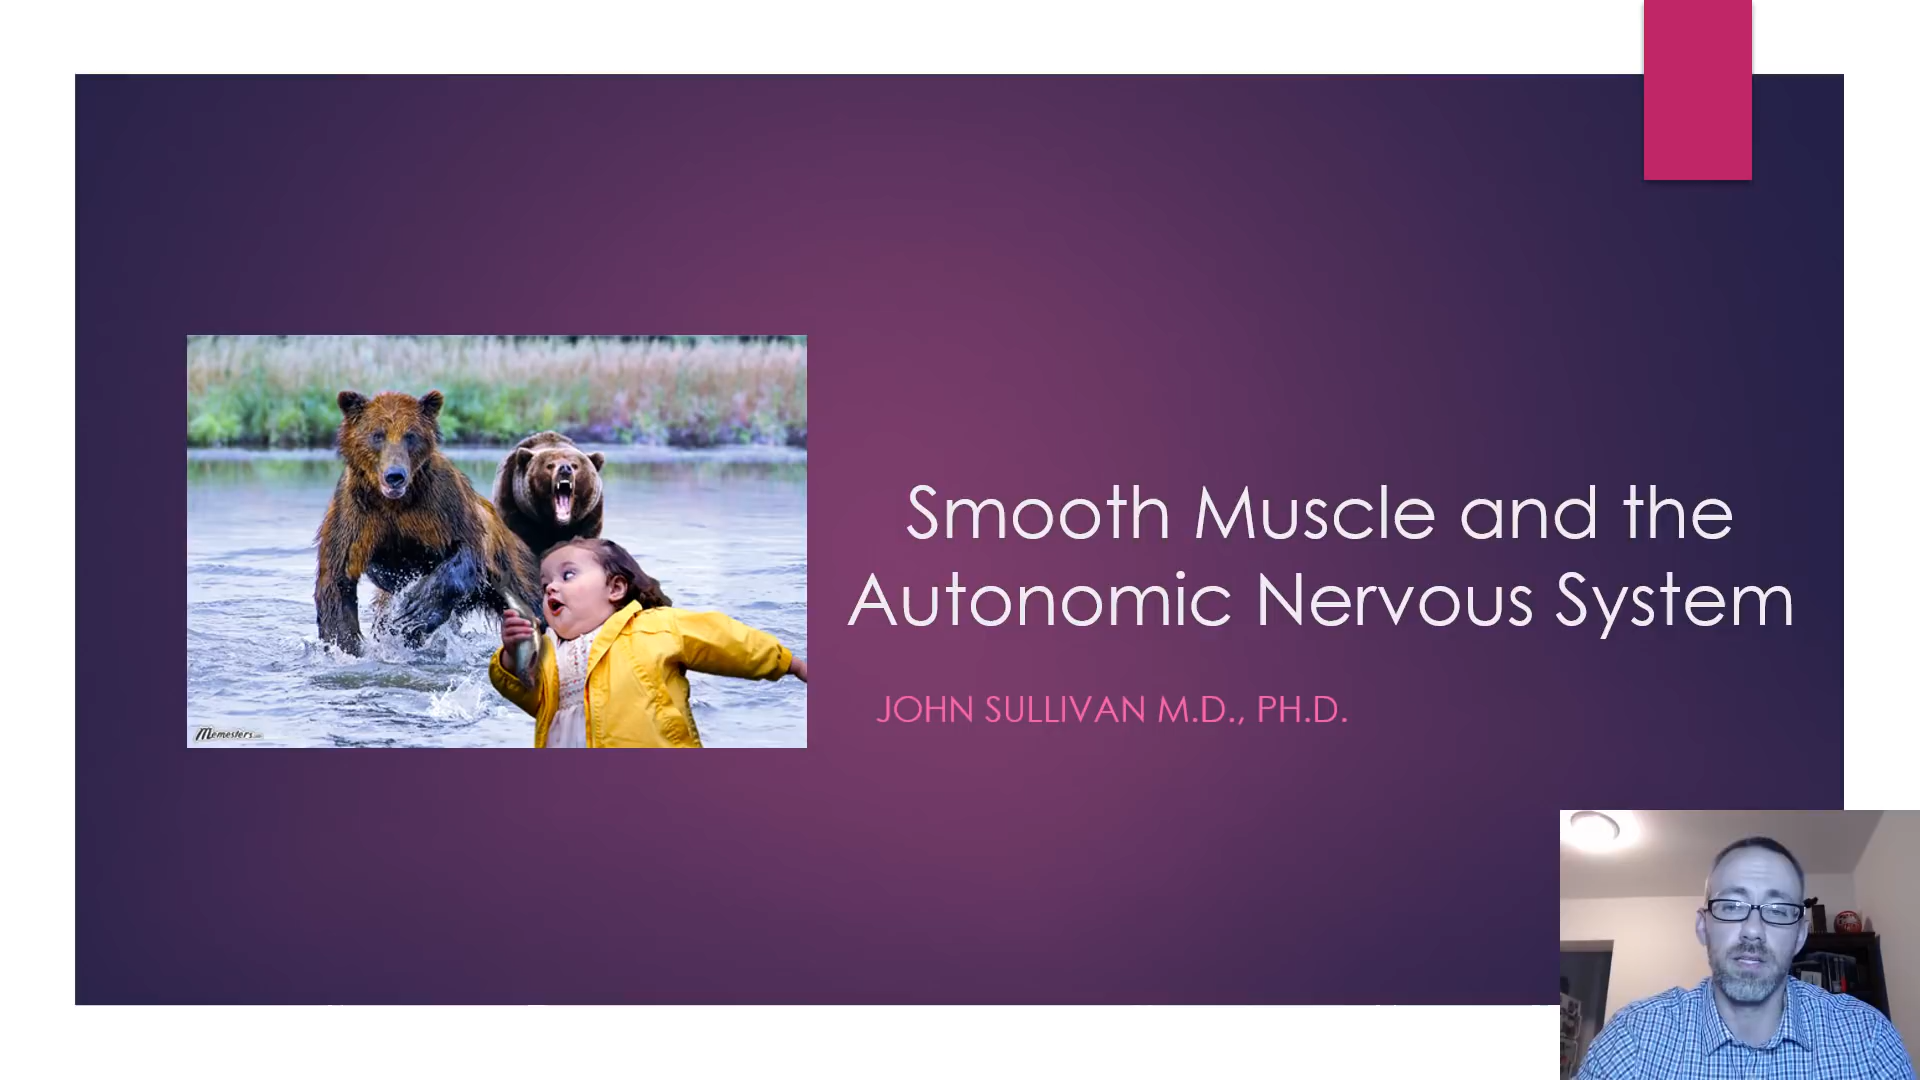 Smooth Muscle and the
Autonomic Nervous System
JOHN SULLIVAN M.D., PH.D.
Memesters